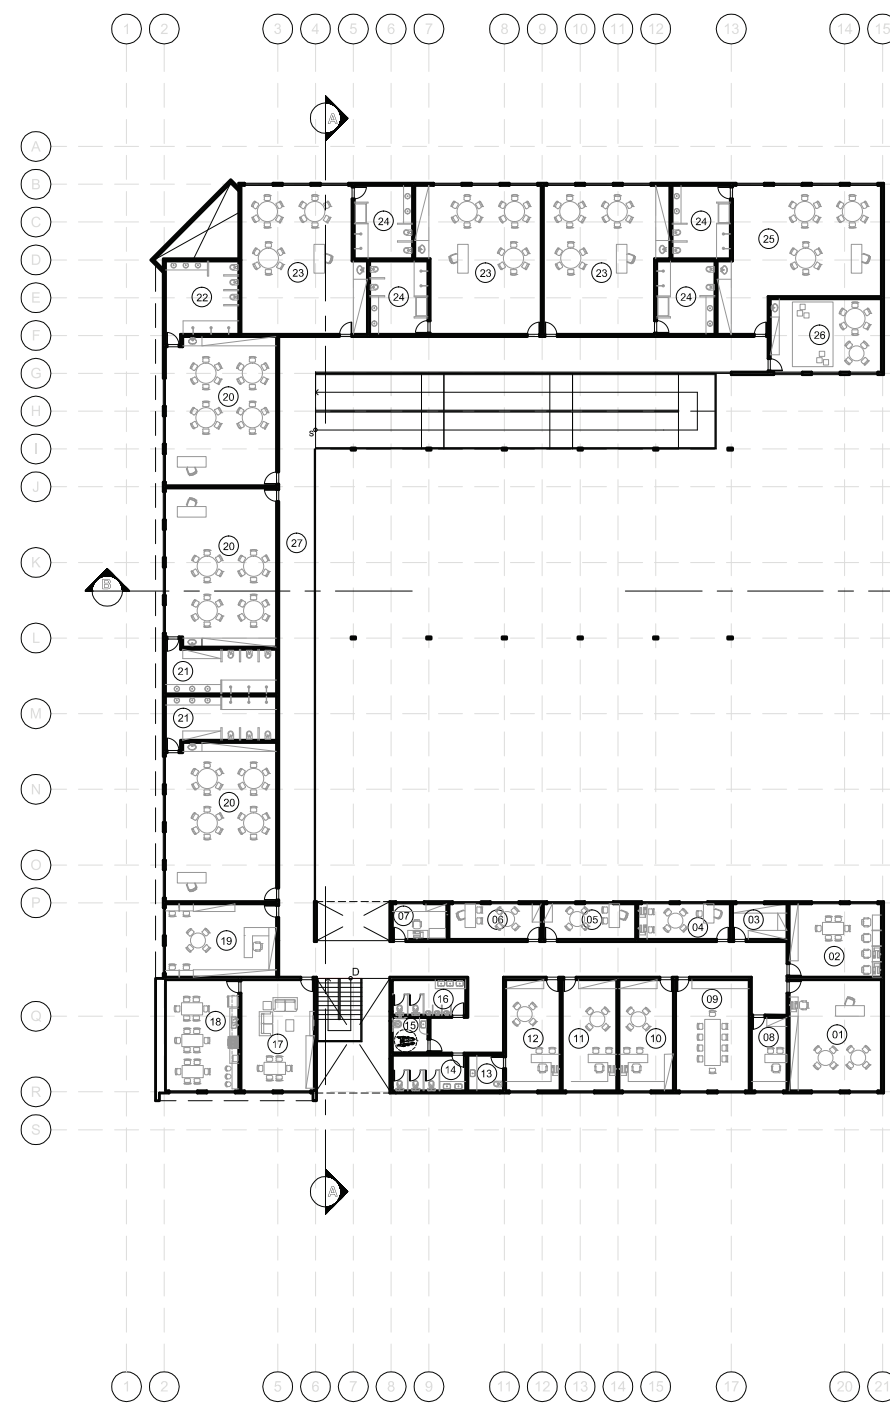 1 2 3 4 5 6 7 8 9 10 11 12 13 14 15
A
A
B
C
D
E
F
G
H
I
J
K
L
M
N
O
P
Q
R
S
24 24 25
23 23 23
22 24 24
26
20
S
20 27
B
21
21
20
07 06 05 04 03
19 02
D
18 17 16 15 14 13 12 11 10 09 08 01
A
1 2 5 6 7 8 9 11 12 13 14 15 17 20 21